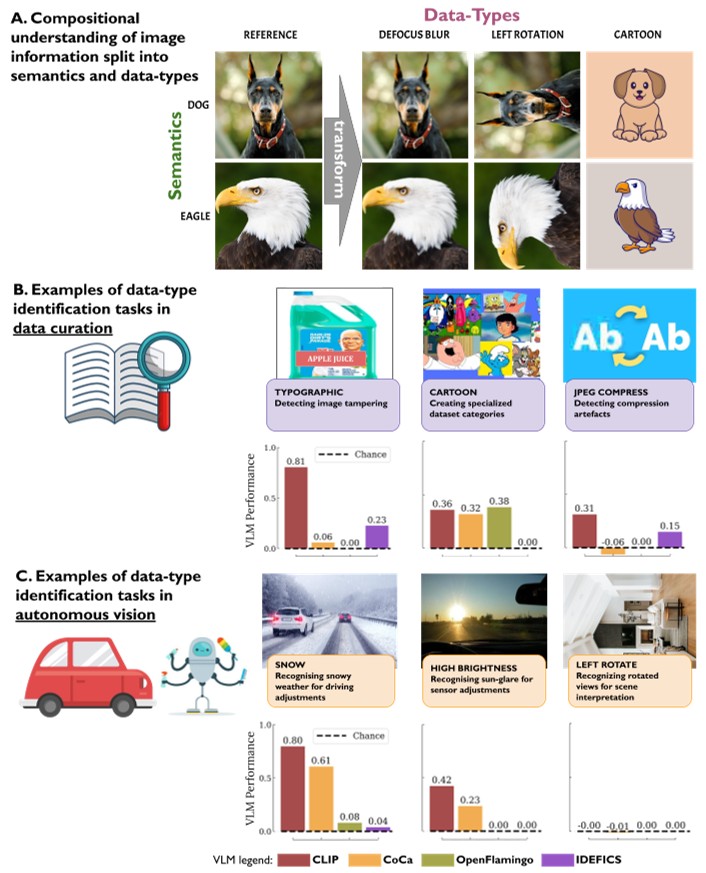 A. Compositional
understanding of image
information split into
semantics and data-types
Data-Types
REFERENCE
DEFOCUS BLUR
LEFT ROTATION
CARTOON
Semantics
DOG
EAGLE
transform
B. Examples of data-type
identification tasks in
data curation
APPLE JUICE
Ab Ab
TYPOGRAPHIC
Detecting image tampering
CARTOON
Creating specialized
dataset categories
JPEG COMPRESS
Detecting compression
artefacts
VLM Performance
1.0
0.5
0.0
Chance
0.81
0.06
0.00
0.23
0.36
0.32
0.38
0.00
0.31
-0.06
0.00
0.15
C. Examples of data-type
identification tasks in
autonomous vision
SNOW
Recognising snowy
weather for driving
adjustments
HIGH BRIGHTNESS
Recognising sun-glare for
sensor adjustments
LEFT ROTATE
Recognizing rotated
views for scene
interpretation
VLM Performance
1.0
0.5
0.0
Chance
0.80
0.61
0.08
0.04
0.42
0.23
0.00
0.00
-0.00
-0.01
0.00
0.00
VLM legend: CLIP CoCa OpenFlamingo IDEFICS